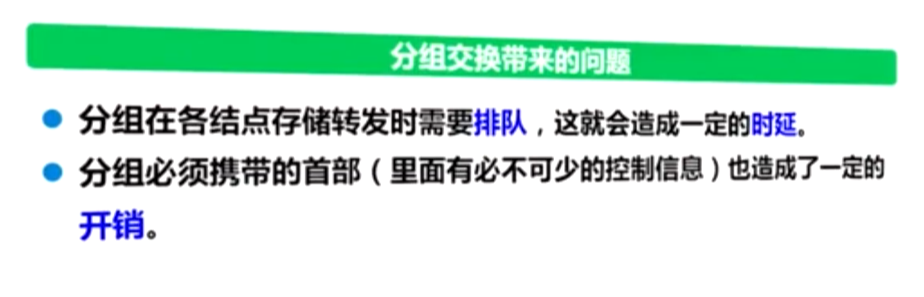 分组交换带来的问题
分组在各结点存储转发时需要排队，这就会造成一定的时延。
分组必须携带的首部（里面有必不可少的控制信息）也造成了一定的
开销。